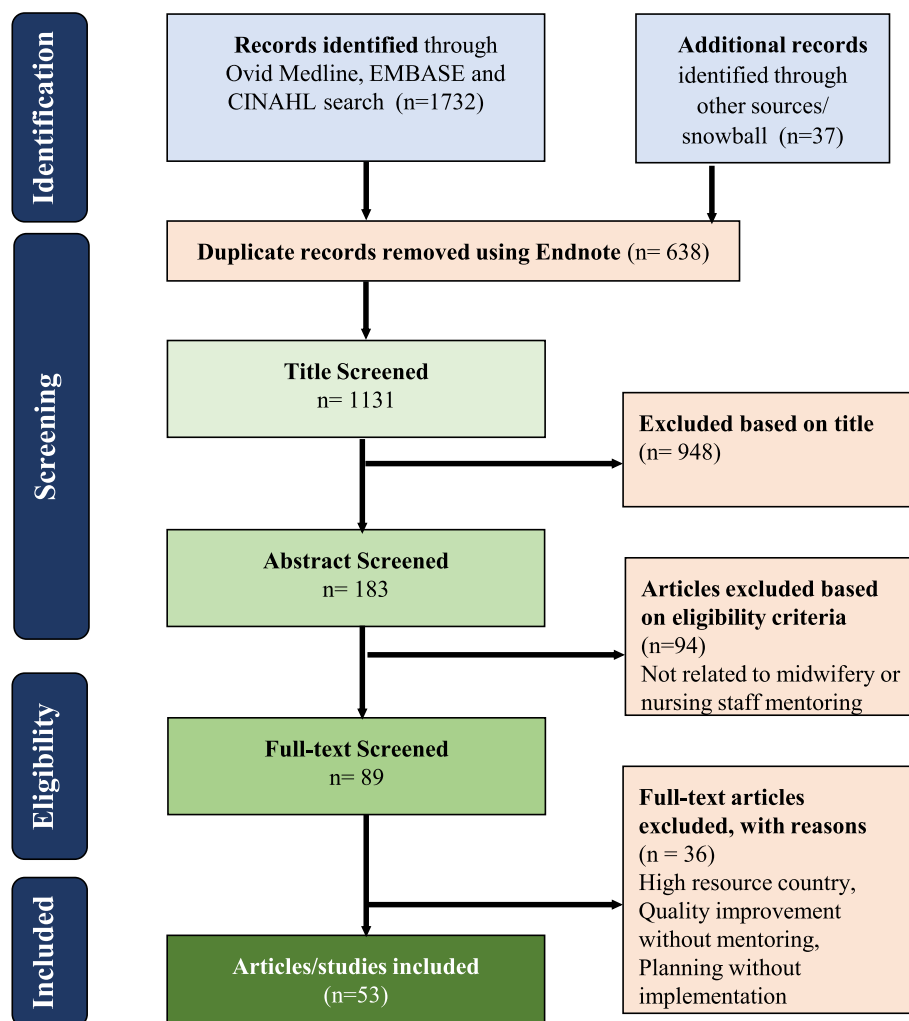 Identification
Records identified through
Ovid Medline, EMBASE and
CINAHL search (n=1732)
Additional records
identified through
other sources/
snowball (n=37)
Screening
Duplicate records removed using Endnote (n= 638)
Title Screened
n= 1131
Excluded based on title
(n= 948)
Abstract Screened
n= 183
Articles excluded based
on eligibility criteria
(n=94)
Not related to midwifery or
nursing staff mentoring
Eligibility
Full-text Screened
n= 89
Full-text articles
excluded, with reasons
(n = 36)
High resource country,
Quality improvement
without mentoring,
Planning without
implementation
Included
Articles/studies included
(n=53)